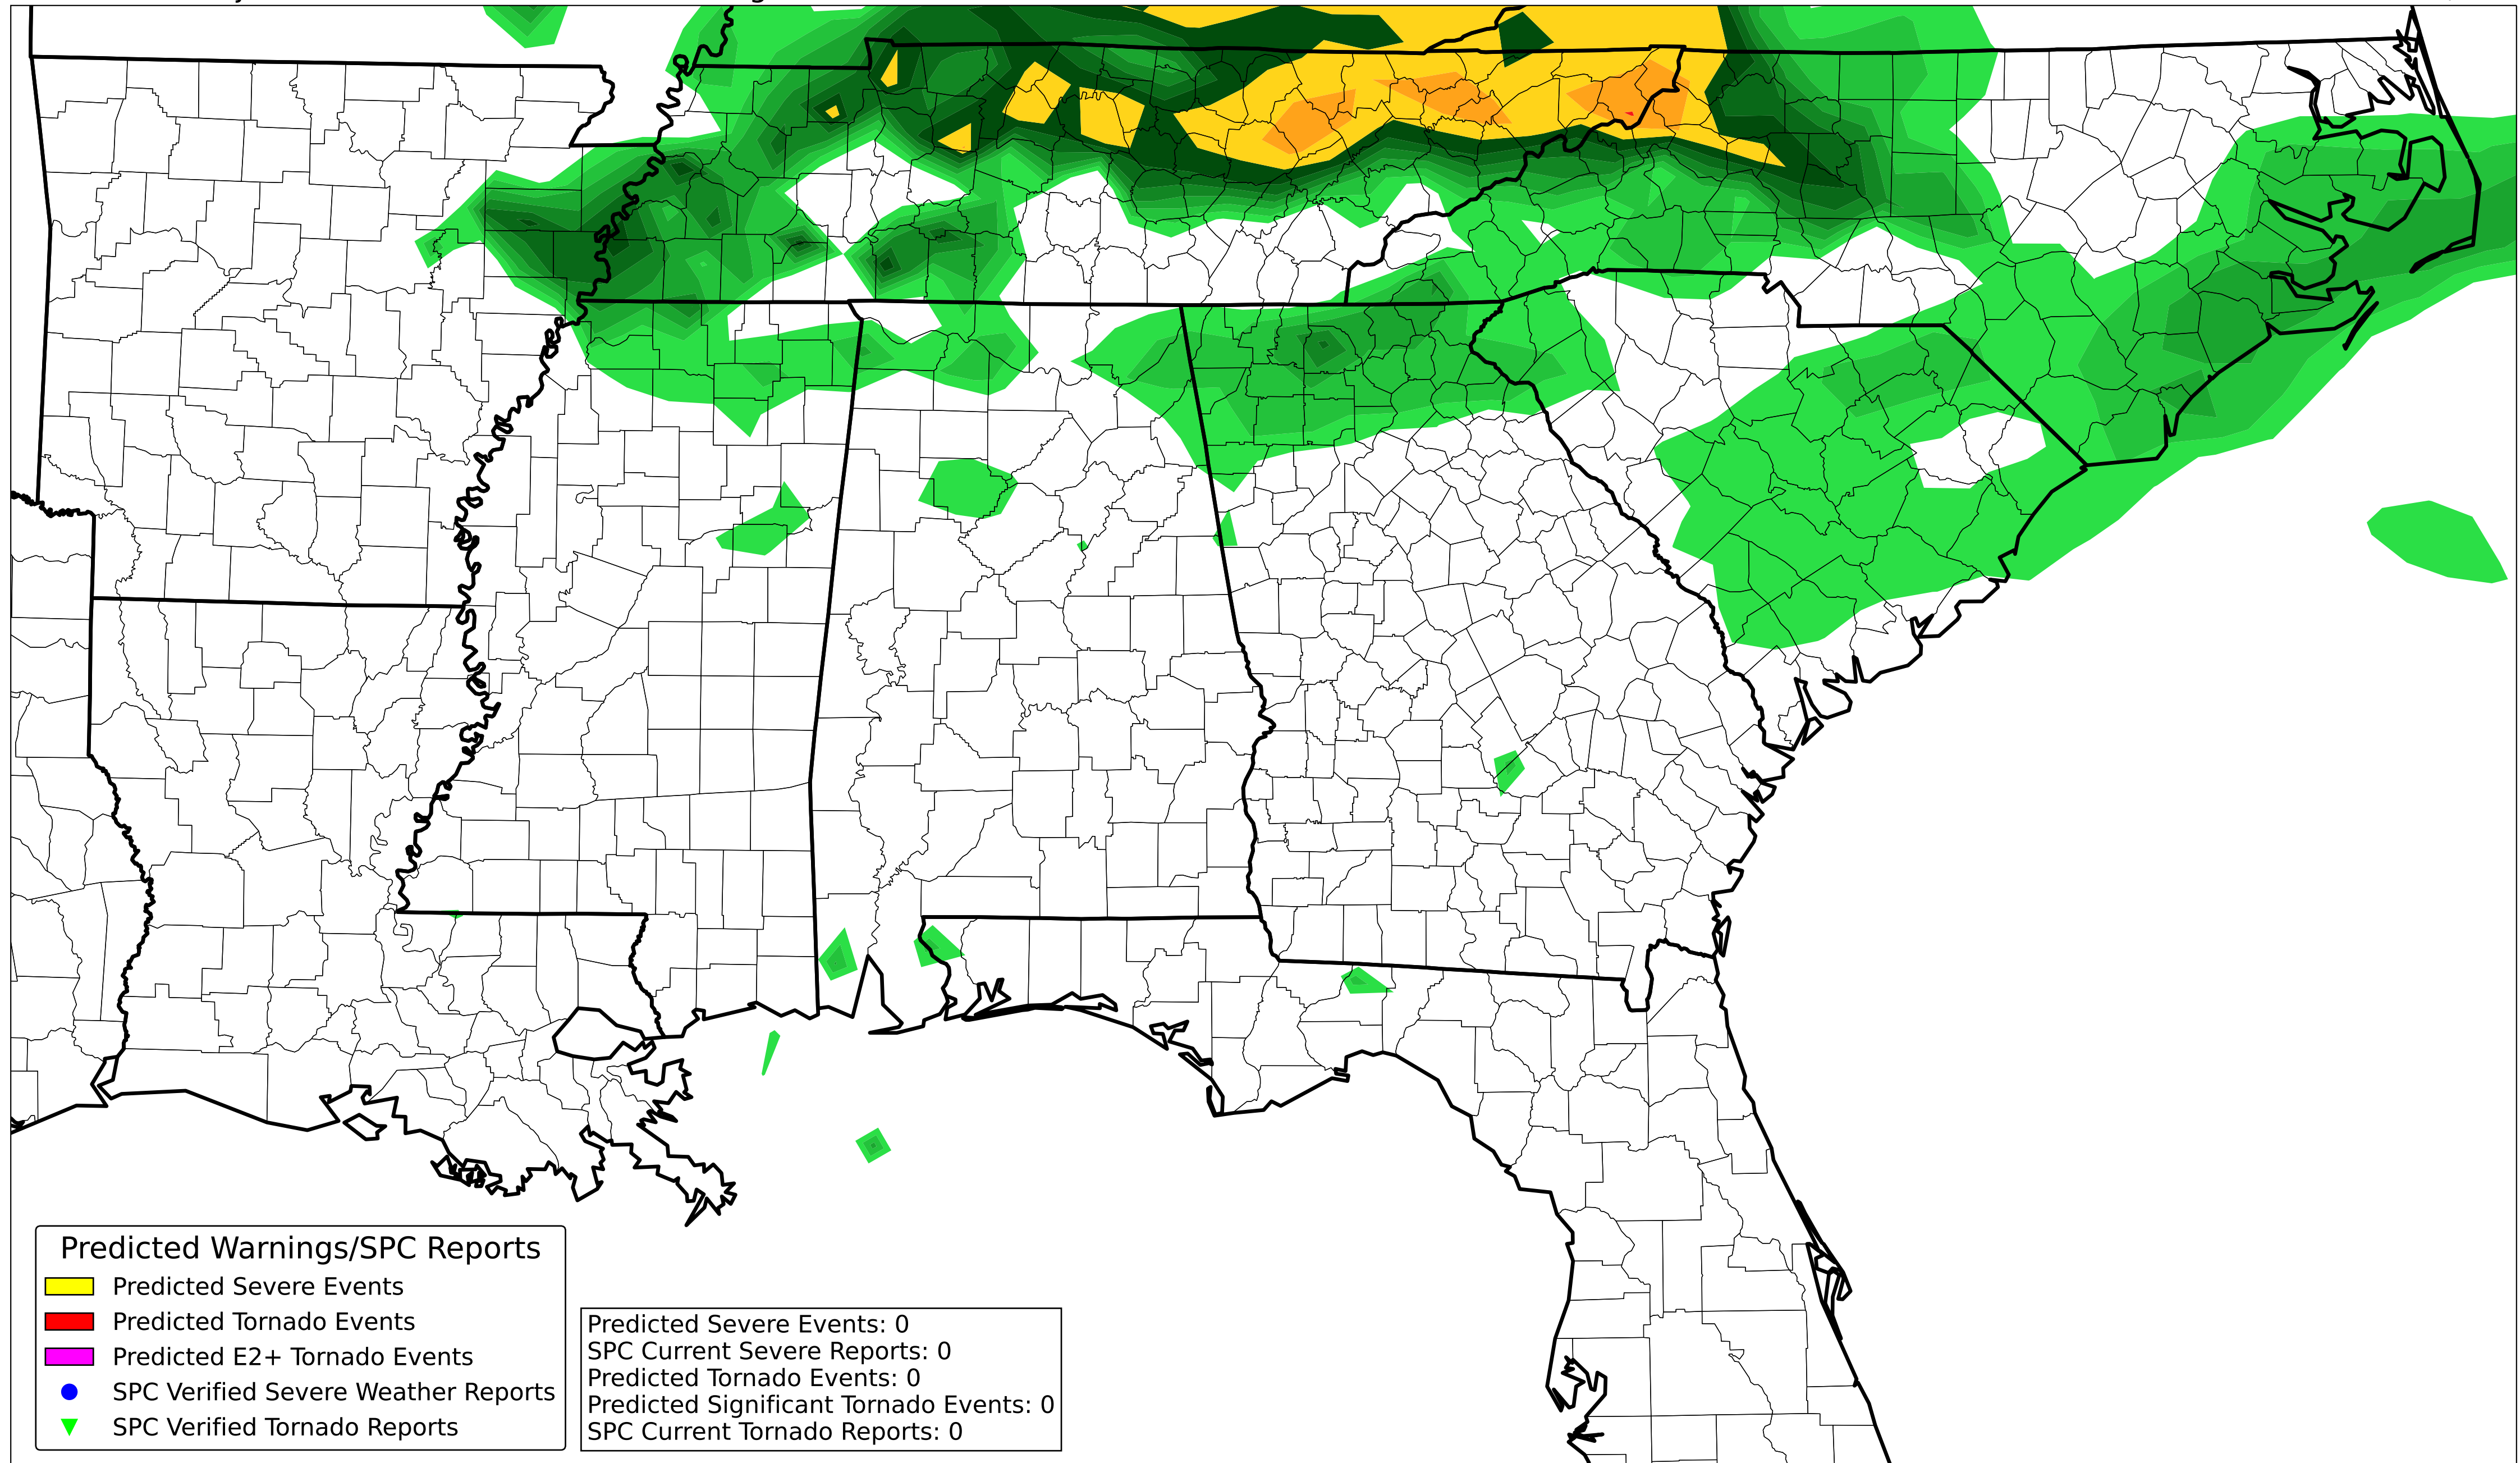 Predicted Warnings/SPC Reports
Predicted Severe Events
Predicted Tornado Events
Predicted E2+ Tornado Events
SPC Verified Severe Weather Reports
SPC Verified Tornado Reports
Predicted Severe Events: 0
SPC Current Severe Reports: 0
Predicted Tornado Events: 0
Predicted Significant Tornado Events: 0
SPC Current Tornado Reports: 0